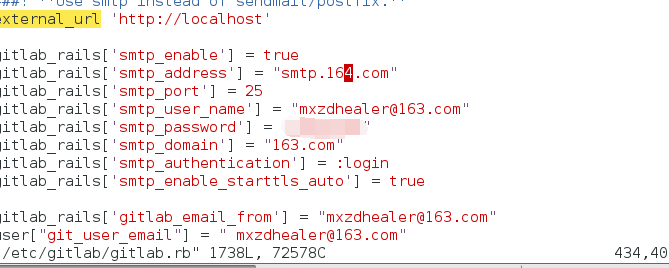 ###! **Use smtp instead of sendmail/postfix.**
external_url 'http://localhost'
gitlab_rails['smtp_enable'] = true
gitlab_rails['smtp_address'] = "smtp.164.com"
gitlab_rails['smtp_port'] = 25
gitlab_rails['smtp_user_name'] = "mxzdhealer@163.com"
gitlab_rails['smtp_password'] = "
gitlab_rails['smtp_domain'] = "163.com"
gitlab_rails['smtp_authentication'] = :login
gitlab_rails['smtp_enable_starttls_auto'] = true
gitlab_rails['gitlab_email_from'] = "mxzdhealer@163.com"
user["git_user_email"] = " mxzdhealer@163.com"
"/etc/gitlab/gitlab.rb" 1738L, 72578C 434,40